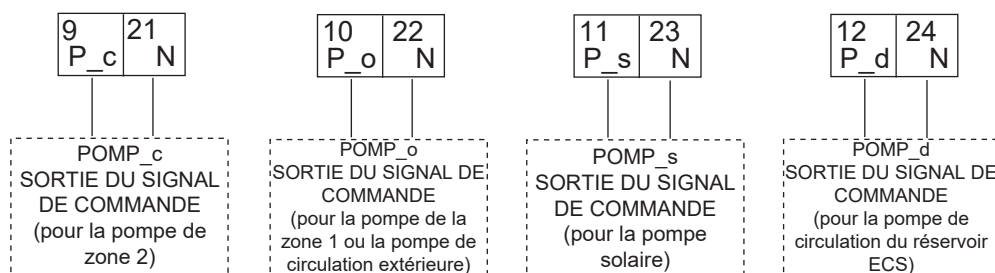 9 21
P_c N
10 22
P_o N
11 23
P_s N
12 24
P_d N
POMP_c
SORTIE DU SIGNAL
DE COMMANDE
(pour la pompe de
zone 2)
POMP_o
SORTIE DU SIGNAL DE
COMMANDE
(pour la pompe de la
zone 1 ou la pompe de
circulation extérieure)
POMP_s
SORTIE DU SIGNAL
DE COMMANDE
(pour la pompe
solaire)
POMP_d
SORTIE DU SIGNAL DE
COMMANDE
(pour la pompe de
circulation du réservoir
ECS)